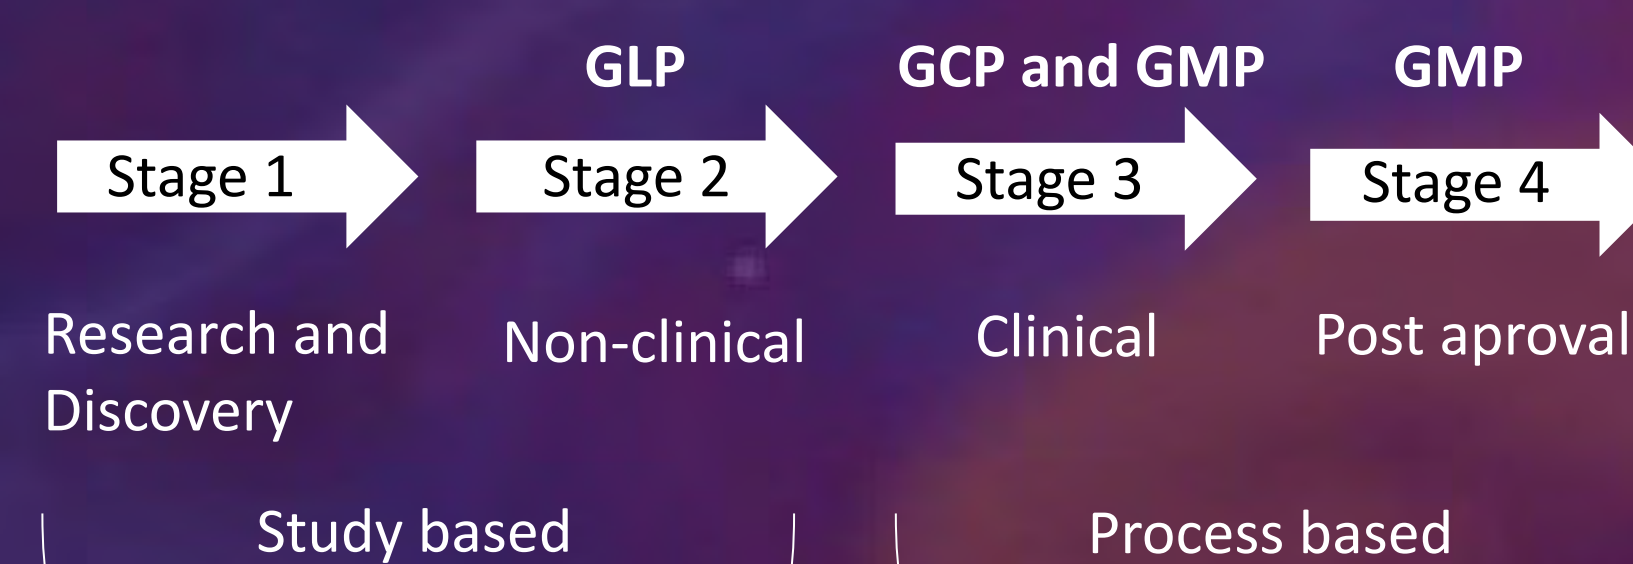 GLP
GCP and GMP
GMP
Stage 1
Stage 2
Stage 3
Stage 4
Research and
Discovery
Non-clinical
Clinical
Post aproval
Study based
Process based